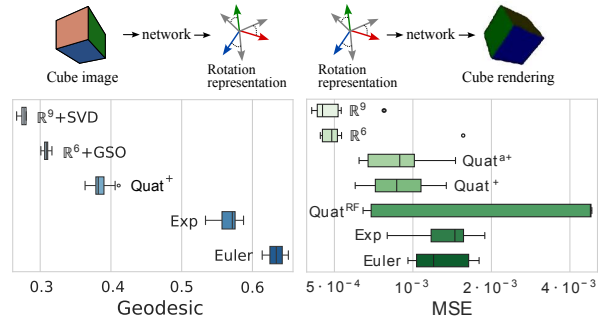 Cube image
network
Rotation
representation
Rotation
representation
network
Cube rendering
ℝ⁹+SVD
ℝ⁶+GSO
Quat⁺
Exp
Euler
0.3 0.4 0.5 0.6
Geodesic
ℝ⁹
ℝ⁶
Quatᵃ⁺
Quat⁺
Quatᴿꟳ
Exp
Euler
5·10⁻⁴ 10⁻³ 2·10⁻³ 4·10⁻³
MSE